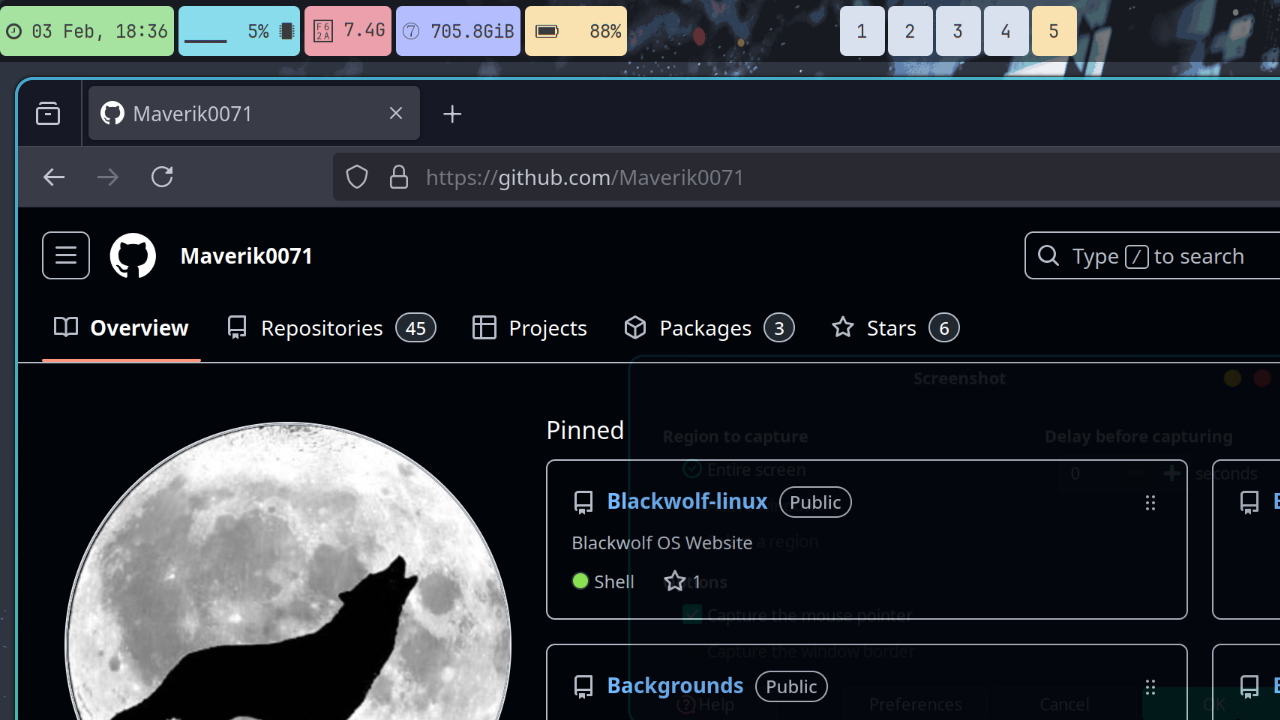 03 Feb, 18:36 5% F62A 7.4G ⑦ 705.8GiB 88% 1 2 3 4 5
Maverik0071
https://github.com/Maverik0071
Maverik0071 Type / to search
Overview Repositories 45 Projects Packages 3 Stars 6
Screenshot
Pinned
Region to capture Delay before capturing
Entire screen 0 seconds
Blackwolf-linux Public
Blackwolf OS Website
a region
Shell 1
Capture the mouse pointer
Capture the window border
Backgrounds Public
Help Preferences Cancel OK